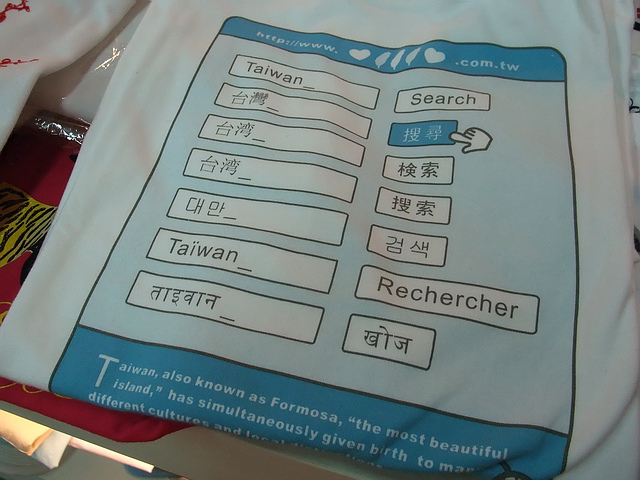 http://www. .com.tw
Taiwan_ Search
台灣_ 搜尋
台湾_ 検索
台湾_ 搜索
대만_ 검색
Taïwan_ Rechercher
ताइवान_ खोज
Taiwan, also known as Formosa, "the most beautiful
island," has simultaneously given birth to
different cultures and